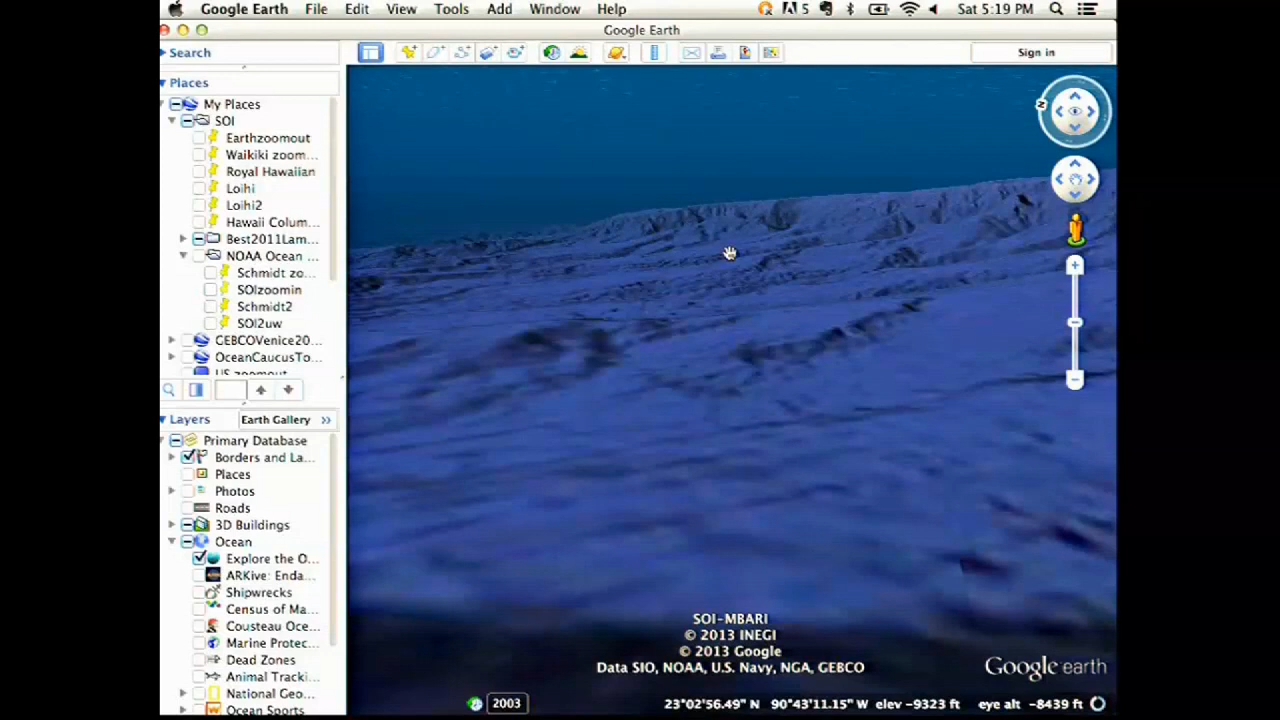 Google Earth File Edit View Tools Add Window Help 5 Sat 5:19 PM
Google Earth
Search
Sign in
Places
My Places
SOI
Earthzoomout
Waikiki zoom...
Royal Hawaiian
Loihi
Loihi2
Hawaii Colum...
Best2011Lam...
NOAA Ocean
Schmidt zo...
SOIzoomin
Schmidt2
SOI2uw
GEBCOVenice20...
OceanCaucusTo...
US zoomout
Layers Earth Gallery >>
Primary Database
Borders and La...
Places
Photos
Roads
3D Buildings
Ocean
Explore the O...
ARKive: Enda...
Shipwrecks
Census of Ma...
Cousteau Oce...
Marine Protec...
Dead Zones
Animal Tracki...
National Geo...
Ocean Sports
N
SOI-MBARI
© 2013 INEGI
© 2013 Google
Data SIO, NOAA, U.S. Navy, NGA, GEBCO
Google earth
2003 23°02'56.49" N 90°43'11.15" W elev -9323 ft eye alt -8439 ft